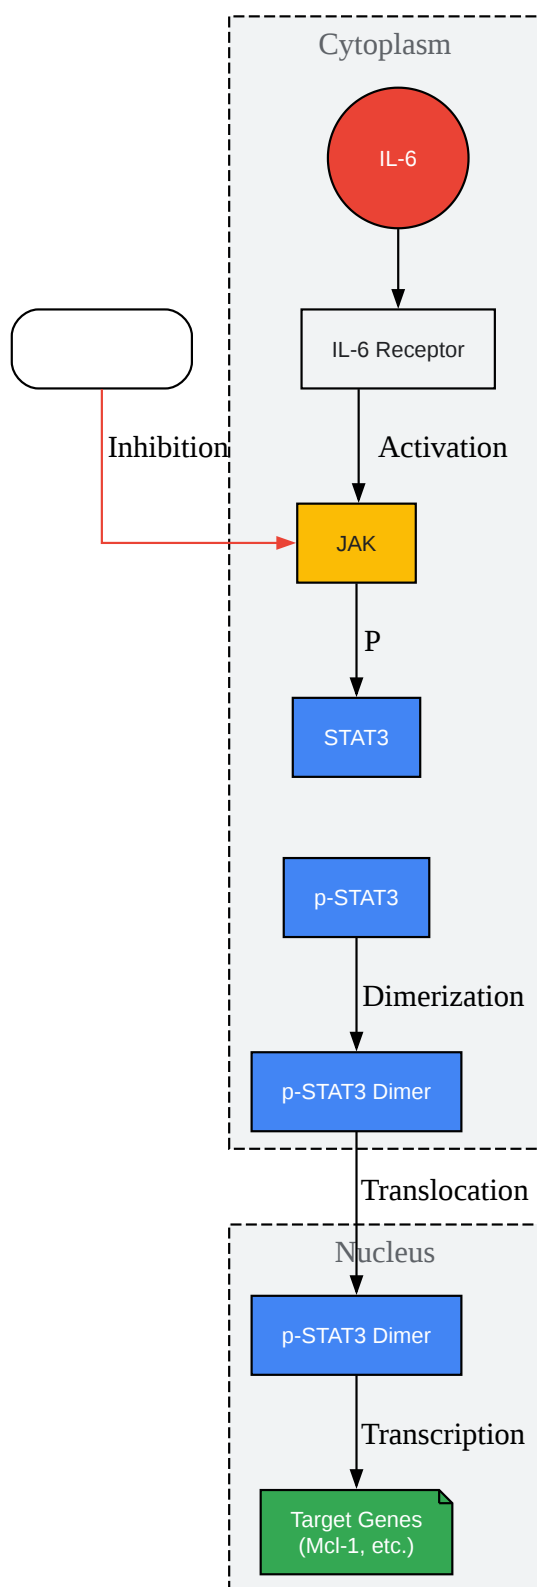 Cytoplasm
IL-6
IL-6 Receptor
Inhibition
Activation
JAK
P
STAT3
p-STAT3
Dimerization
p-STAT3 Dimer
Translocation
Nucleus
p-STAT3 Dimer
Transcription
Target Genes
(Mcl-1, etc.)